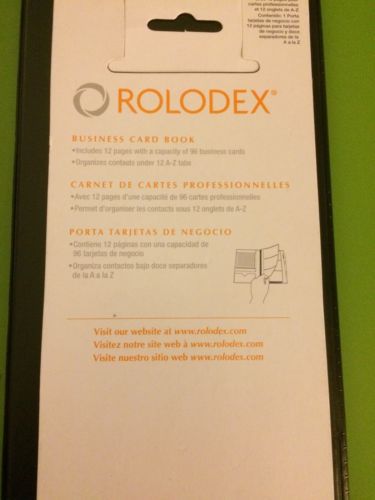 cartes professionnelles
et 12 onglets de A-Z
Contenido: 1 Porta
tarjetas de negocio con
12 páginas para tarjetas
de negocio y doce
separadores de la
A a la Z
ROLODEX®
BUSINESS CARD BOOK
•Includes 12 pages with a capacity of 96 business cards
•Organizes contacts under 12 A-Z tabs
CARNET DE CARTES PROFESSIONNELLES
•Avec 12 pages d'une capacité de 96 cartes professionnelles
•Permet d'organiser les contacts sous 12 onglets de A-Z
PORTA TARJETAS DE NEGOCIO
•Contiene 12 páginas con una capacidad de
96 tarjetas de negocio
•Organiza contactos bajo doce separadores
de la A a la Z
Visit our website at www.rolodex.com
Visitez notre site web à www.rolodex.com
Visite nuestro sitio web www.rolodex.com